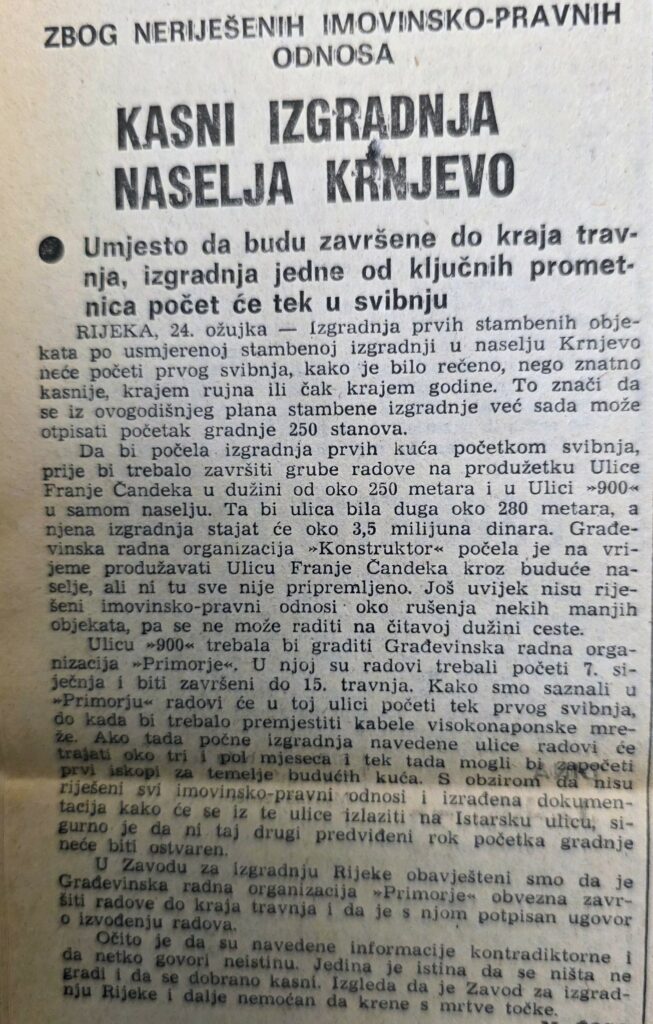 ZBOG NERIJEŠENIH IMOVINSKO-PRAVNIH
ODNOSA
KASNI IZGRADNJA
NASELJA KRNJEVO
● Umjesto da budu završene do kraja trav-
nja, izgradnja jedne od ključnih promet-
nica počet će tek u svibnju
RIJEKA, 24. ožujka — Izgradnja prvih stambenih obje-
kata po usmjerenoj stambenoj izgradnji u naselju Krnjevo
neće početi prvog svibnja, kako je bilo rečeno, nego znatno
kasnije, krajem rujna ili čak krajem godine. To znači da
se iz ovogodišnjeg plana stambene izgradnje već sada može
otpisati početak gradnje 250 stanova.
Da bi počela izgradnja prvih kuća početkom svibnja,
prije bi trebalo završiti grube radove na produžetku Ulice
Franje Čandeka u dužini od oko 250 metara i u Ulici »900«
u samom naselju. Ta bi ulica bila duga oko 280 metara, a
njena izgradnja stajat će oko 3,5 milijuna dinara. Građe-
vinska radna organizacija »Konstruktor« počela je na vri-
jeme produžavati Ulicu Franje Čandeka kroz buduće na-
selje, ali ni tu sve nije pripremljeno. Još uvijek nisu rije-
šeni imovinsko-pravni odnosi oko rušenja nekih manjih
objekata, pa se ne može raditi na čitavoj dužini ceste.
Ulicu »900« trebala bi graditi Građevinska radna orga-
nizacija »Primorje«. U njoj su radovi trebali početi 7. si-
ječnja i biti završeni do 15. travnja. Kako smo saznali u
»Primorju« radovi će u toj ulici početi tek prvog svibnja,
do kada bi trebalo premjestiti kabele visokonaponske mre-
že. Ako tada počne izgradnja navedene ulice radovi će
trajati oko tri i pol mjeseca i tek tada mogli bi započeti
prvi iskopi za temelje budućih kuća. S obzirom da nisu
riješeni svi imovinsko-pravni odnosi i izrađena dokumen-
tacija kako će se iz te ulice izlaziti na Istarsku ulicu, si-
gurno je da ni taj drugi predviđeni rok početka gradnje
neće biti ostvaren.
U Zavodu za izgradnju Rijeke obavješteni smo da je
Građevinska radna organizacija »Primorje« obvezna zavr-
šiti radove do kraja travnja i da je s njom potpisan ugovor
o izvođenju radova.
Očito je da su navedene informacije kontradiktorne i
da netko govori neistinu. Jedina je istina da se ništa ne
gradi i da se dobrano kasni. Izgleda da je Zavod za izgrad-
nju Rijeke i dalje nemoćan da krene s mrtve točke.